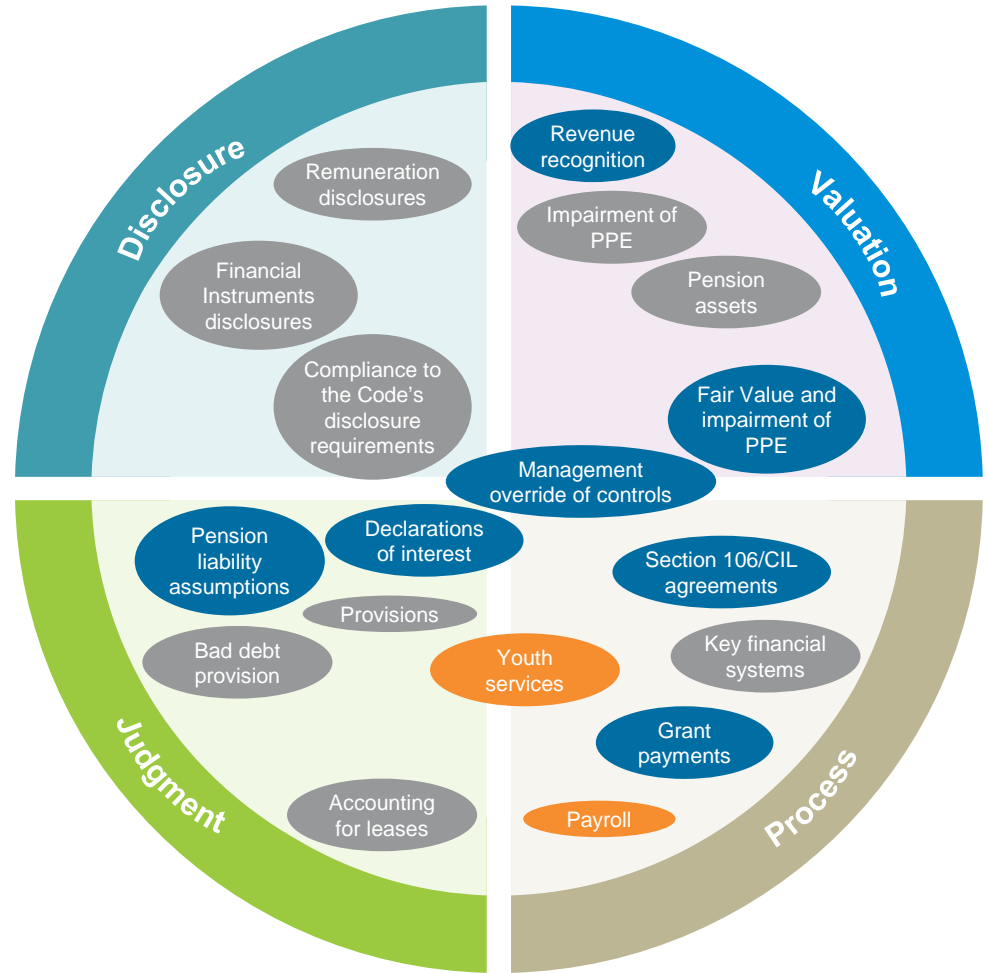 Disclosure
Remuneration
disclosures
Financial
Instruments
disclosures
Compliance to
the Code's
disclosure
requirements
Valuation
Revenue
recognition
Impairment of
PPE
Pension
assets
Fair Value and
impairment of
PPE
Management
override of controls
Judgment
Pension
liability
assumptions
Declarations
of interest
Provisions
Bad debt
provision
Youth
services
Accounting
for leases
Process
Section 106/CIL
agreements
Key financial
systems
Grant
payments
Payroll